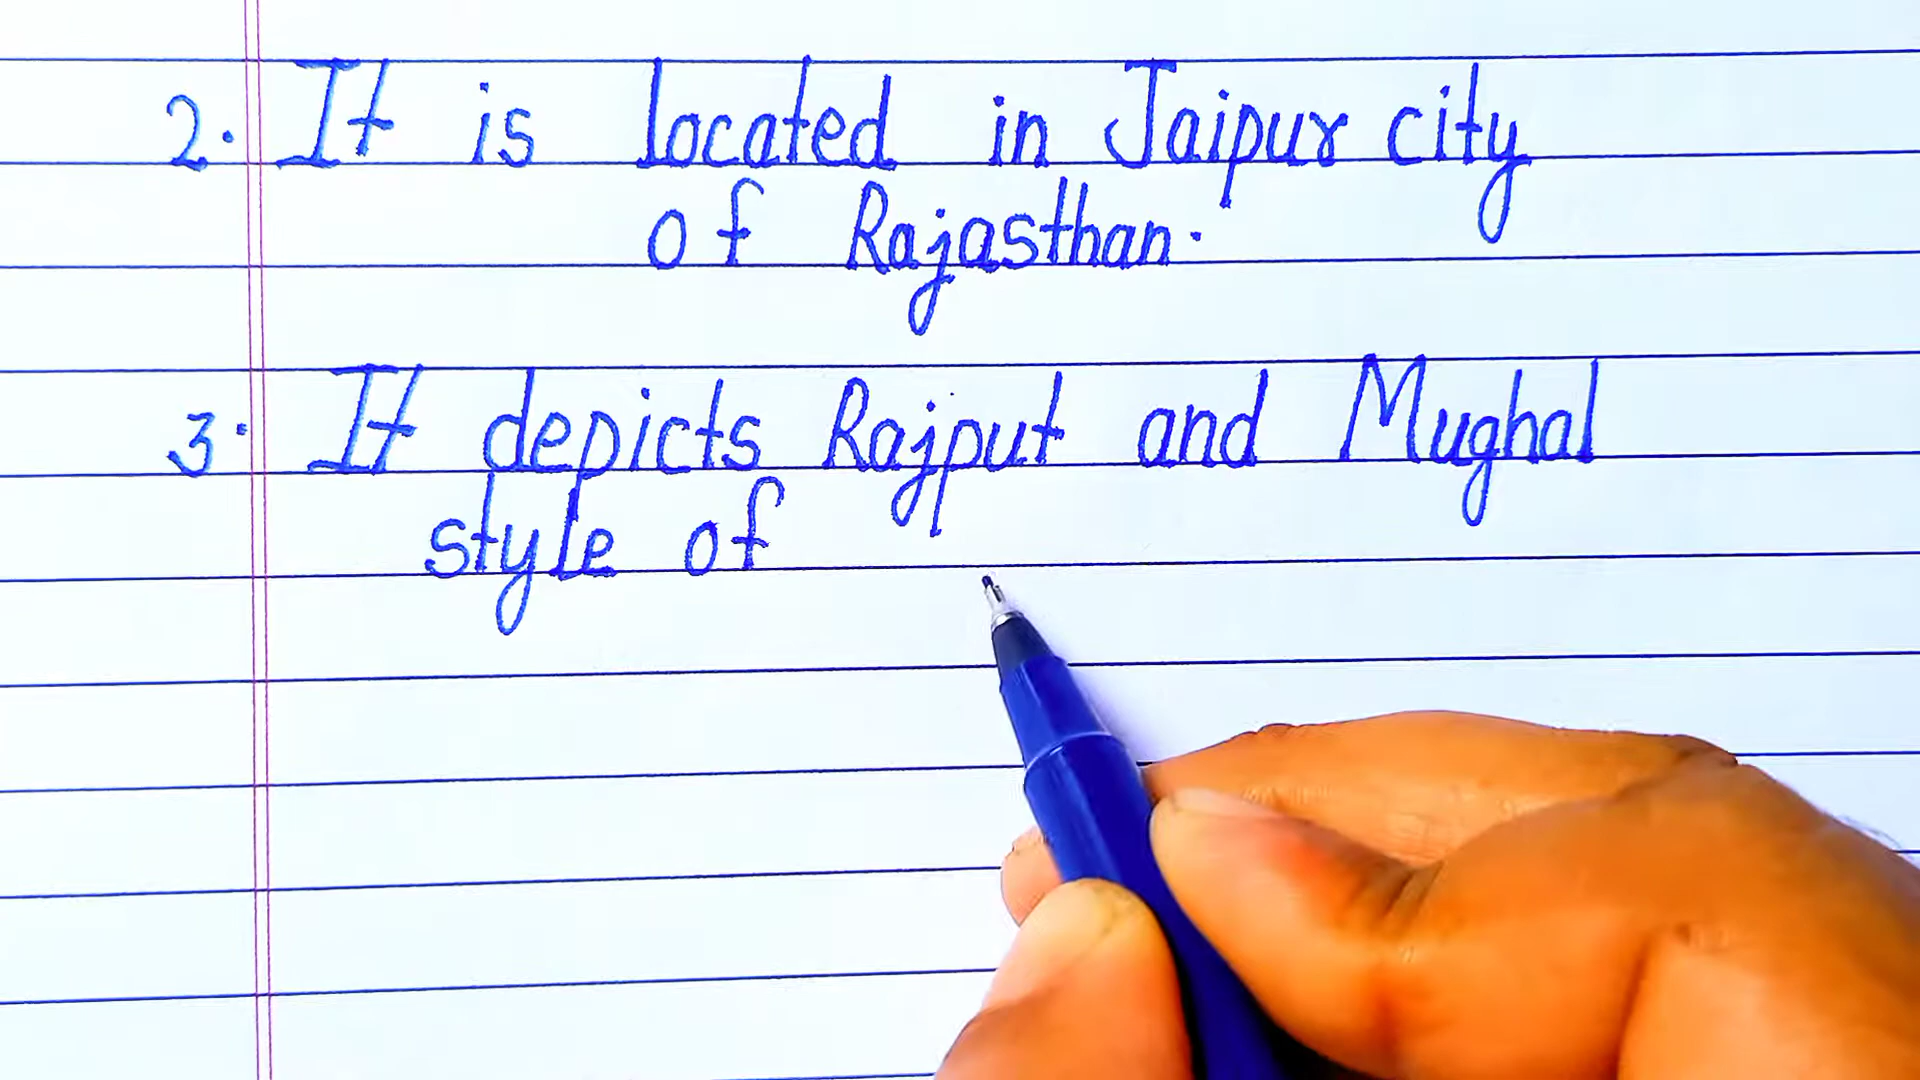 2. It is located in Jaipur city
of Rajasthan.
3. It depicts Rajput and Mughal
style of